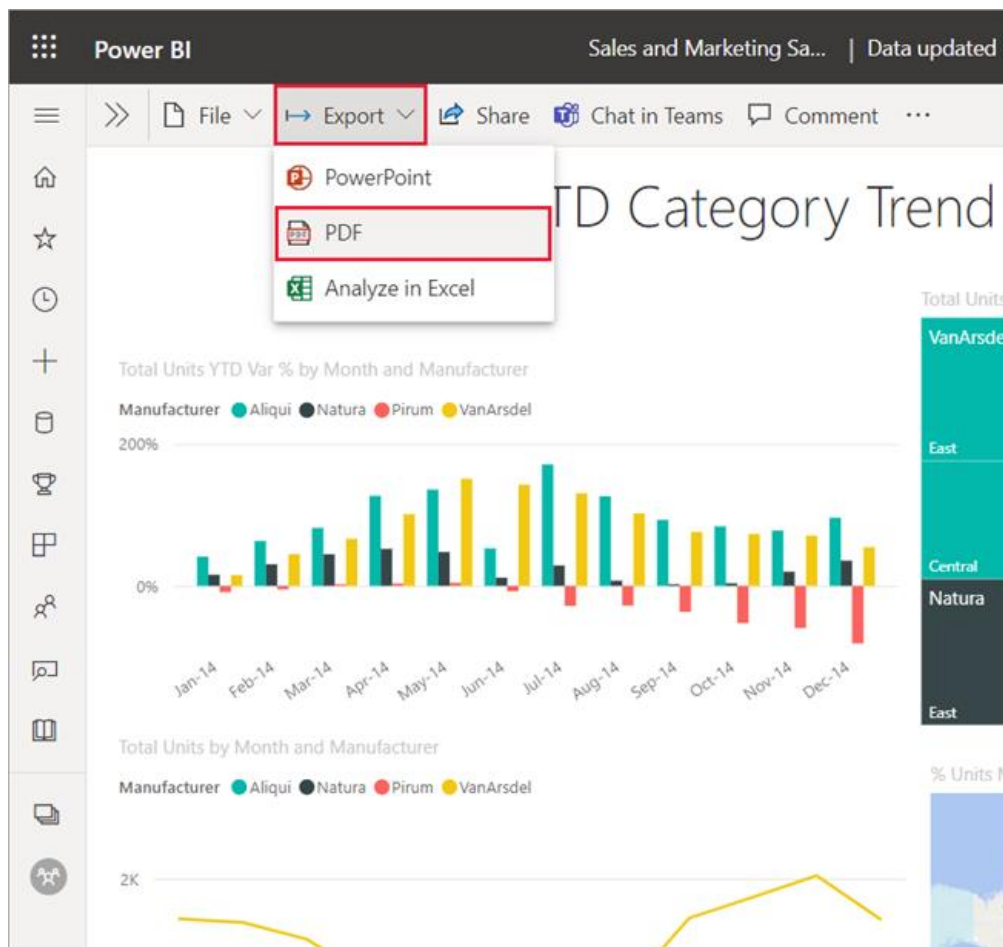 Power BI
Sales and Marketing Sa... | Data updated
File
Export
Share
Chat in Teams
Comment
PowerPoint
PDF
Analyze in Excel
TD Category Trend
Total Units YTD Var % by Month and Manufacturer
Manufacturer Aliqui Natura Pirum VanArsdel
200%
0%
Jan-14 Feb-14 Mar-14 Apr-14 May-14 Jun-14 Jul-14 Aug-14 Sep-14 Oct-14 Nov-14 Dec-14
Total Units by Month and Manufacturer
Manufacturer Aliqui Natura Pirum VanArsdel
2K
Total Units
VanArsde
East
Central
Natura
East
% Units